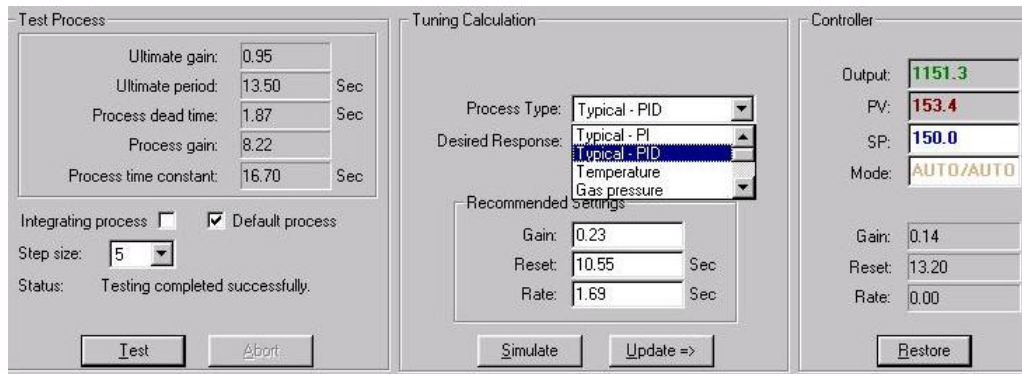 Test Process
Ultimate gain: 0.95
Ultimate period: 13.50 Sec
Process dead time: 1.87 Sec
Process gain: 8.22
Process time constant: 16.70 Sec
Integrating process Default process
Step size: 5
Status: Testing completed successfully.
Test Abort
Tuning Calculation
Process Type: Typical - PID
Desired Response: Typical - PI
Typical - PID
Temperature
Gas pressure
Recommended Settings
Gain: 0.23
Reset: 10.55 Sec
Rate: 1.69 Sec
Simulate Update =>
Controller
Output: 1151.3
PV: 153.4
SP: 150.0
Mode: AUTO/AUTO
Gain: 0.14
Reset: 13.20
Rate: 0.00
Restore